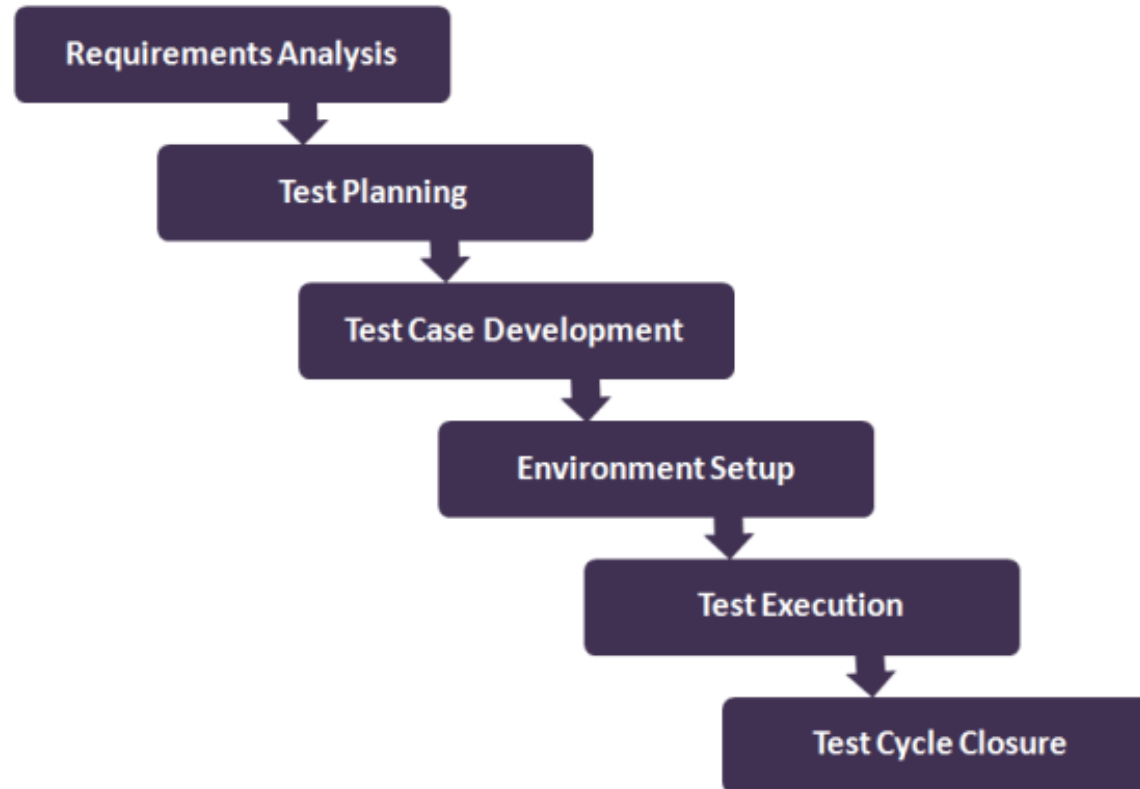 Requirements Analysis
Test Planning
Test Case Development
Environment Setup
Test Execution
Test Cycle Closure